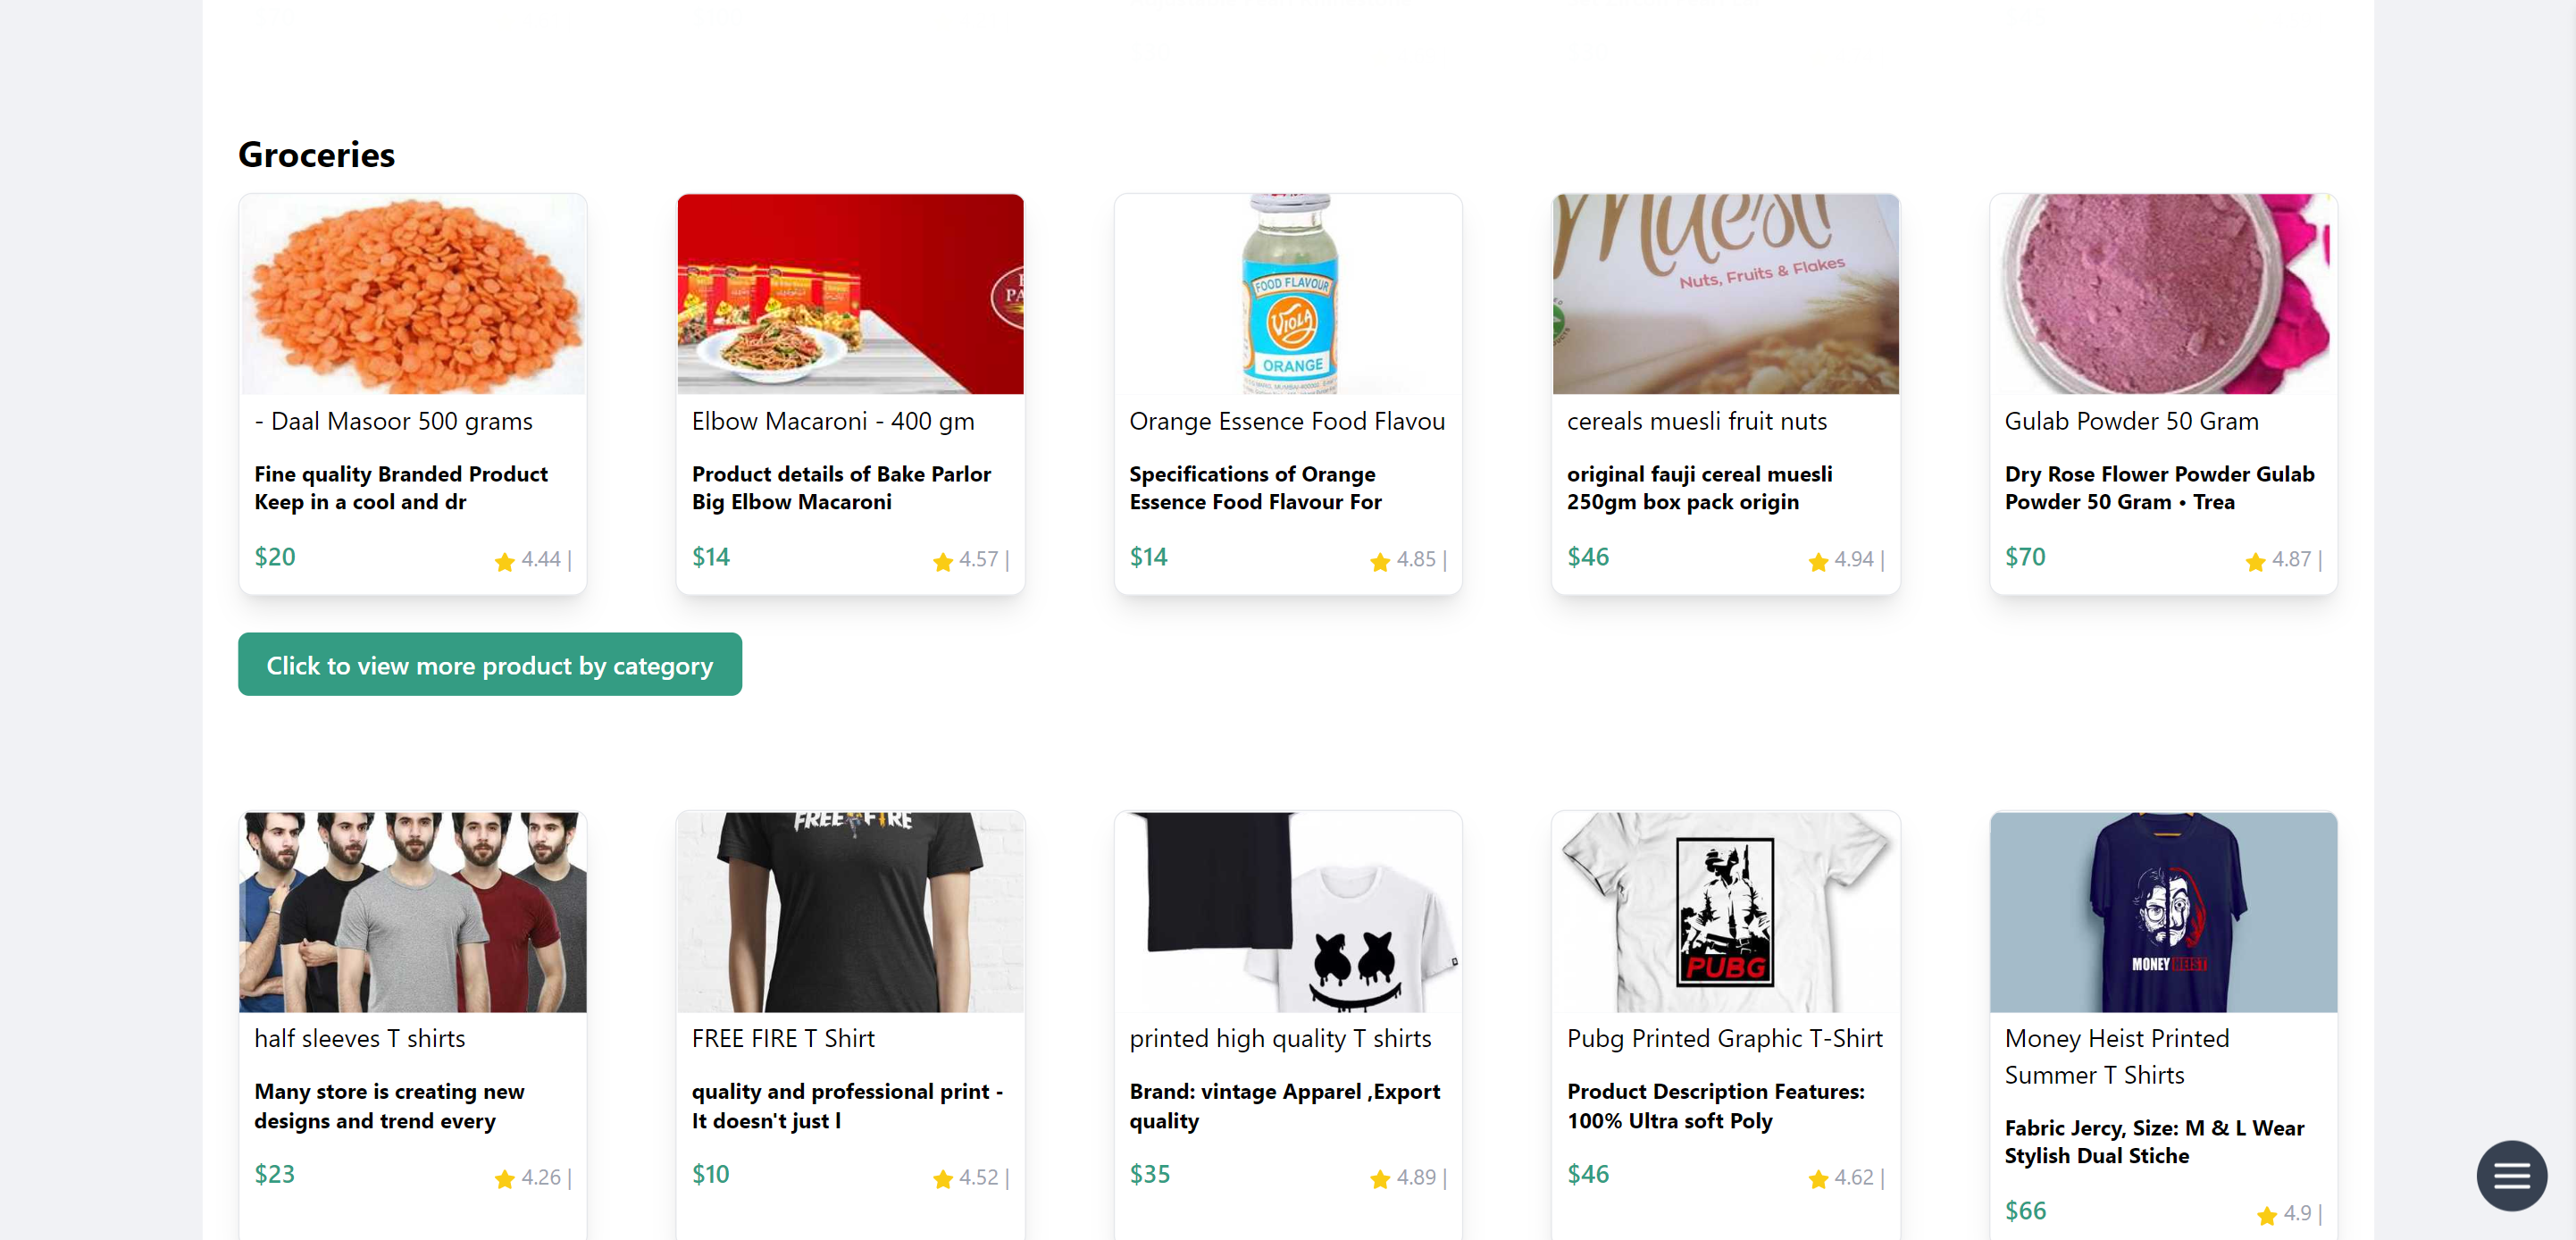 Groceries
Muesli
Nuts, Fruits & Flakes
FOOD FLAVOUR
VIOLA
ORANGE
- Daal Masoor 500 grams
Elbow Macaroni - 400 gm
Orange Essence Food Flavou
cereals muesli fruit nuts
Gulab Powder 50 Gram
Fine quality Branded Product
Keep in a cool and dr
Product details of Bake Parlor
Big Elbow Macaroni
Specifications of Orange
Essence Food Flavour For
original fauji cereal muesli
250gm box pack origin
Dry Rose Flower Powder Gulab
Powder 50 Gram • Trea
$20
4.44 |
$14
4.57 |
$14
4.85 |
$46
4.94 |
$70
4.87 |
Click to view more product by category
FREE FIRE
PUBG
MONEY HEIST
half sleeves T shirts
FREE FIRE T Shirt
printed high quality T shirts
Pubg Printed Graphic T-Shirt
Money Heist Printed
Summer T Shirts
Many store is creating new
designs and trend every
quality and professional print -
It doesn't just l
Brand: vintage Apparel ,Export
quality
Product Description Features:
100% Ultra soft Poly
Fabric Jercy, Size: M & L Wear
Stylish Dual Stiche
$23
4.26 |
$10
4.52 |
$35
4.89 |
$46
4.62 |
$66
4.9 |